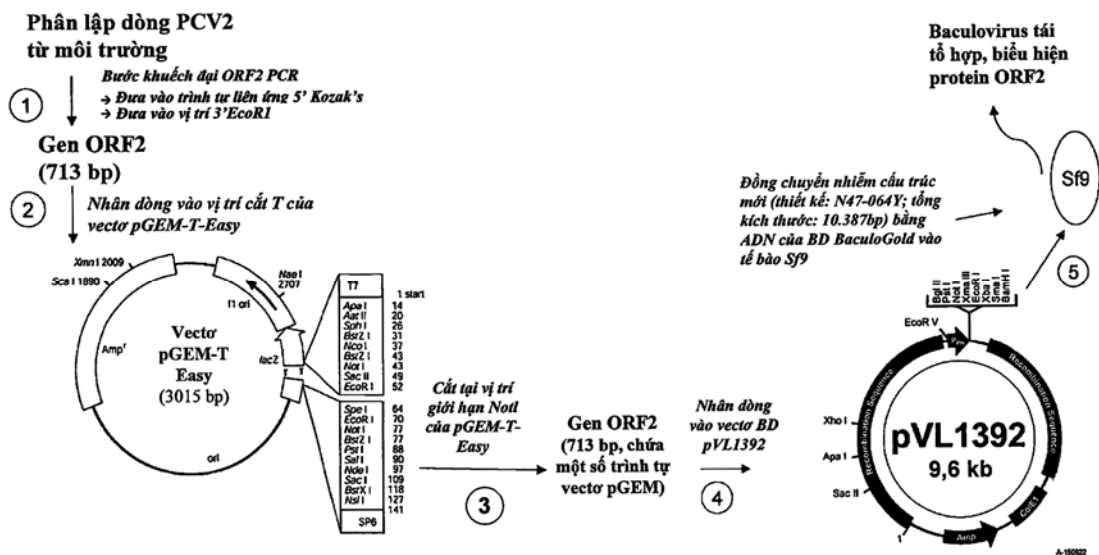 Phân lập dòng PCV2
từ môi trường
1
Bước khuếch đại ORF2 PCR
→ Đưa vào trình tự liên ứng 5' Kozak's
→ Đưa vào vị trí 3'EcoR1
Gen ORF2
(713 bp)
2
Nhân dòng vào vị trí cắt T của
vectơ pGEM-T-Easy
Xmn I 2009
Sca I 1890
Nae I
2707
f1 ori
Ampʳ
lacZ
ori
Vectơ
pGEM-T
Easy
(3015 bp)
T7
1 start
Apa I 14
Aat II 20
Sph I 26
BstZ I 31
Nco I 37
BstZ I 43
Not I 43
Sac II 49
EcoR I 52
Spe I 64
EcoR I 70
Not I 77
BstZ I 77
Pst I 88
Sal I 90
Nde I 97
Sac I 109
BstX I 118
Nsi I 127
141
SP6
Cắt tại vị trí
giới hạn NotI
của pGEM-T-
Easy
3
Gen ORF2
(713 bp, chứa
một số trình tự
vectơ pGEM)
Nhân dòng
vào vectơ BD
pVL1392
4
Baculovirus tái
tổ hợp, biểu hiện
protein ORF2
Sf9
Đồng chuyển nhiễm cấu trúc
mới (thiết kế: N47-064Y; tổng
kích thước: 10.387bp) bằng
ADN của BD BaculoGold vào
tế bào Sf9
5
Bgl II
Pst I
Not I
Xma III
EcoR I
Xba I
Sma I
BamH I
EcoR V
Recombination Sequence
Recombination Sequence
Xho I
Apa I
Sac II
pVL1392
9,6 kb
ColE1
Amp
1
A-150822